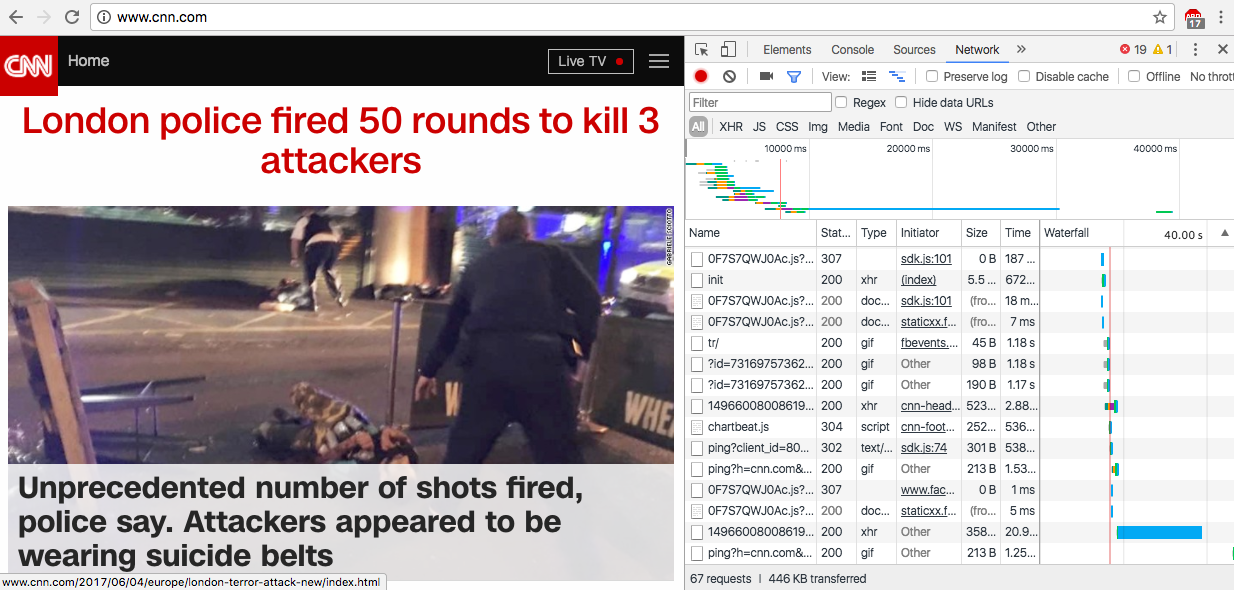 www.cnn.com
17
CNN
Home
Live TV
London police fired 50 rounds to kill 3
attackers
GABRIELE SCIOTTO
WHE
Unprecedented number of shots fired,
police say. Attackers appeared to be
wearing suicide belts
www.cnn.com/2017/06/04/europe/london-terror-attack-new/index.html
Elements Console Sources Network » 19 1
View: Preserve log Disable cache Offline No thrott
Filter Regex Hide data URLs
All XHR JS CSS Img Media Font Doc WS Manifest Other
10000 ms 20000 ms 30000 ms 40000 ms
Name Stat... Type Initiator Size Time Waterfall 40.00 s
0F7S7QWJ0Ac.js?... 307 sdk.js:101 0 B 187 ...
init 200 xhr (index) 5.5 ... 672...
0F7S7QWJ0Ac.js?... 200 doc... sdk.js:101 (fro... 18 m...
0F7S7QWJ0Ac.js?... 200 doc... staticxx.f... (fro... 7 ms
tr/ 200 gif fbevents.... 45 B 1.18 s
?id=73169757362... 200 gif Other 98 B 1.18 s
?id=73169757362... 200 gif Other 190 B 1.17 s
14966008008619... 200 xhr cnn-head... 523... 2.88...
chartbeat.js 304 script cnn-foot... 252... 536...
ping?client_id=80... 302 text/... sdk.js:74 301 B 538...
ping?h=cnn.com&... 200 gif Other 213 B 1.53...
0F7S7QWJ0Ac.js?... 307 www.fac... 0 B 1 ms
0F7S7QWJ0Ac.js?... 200 doc... staticxx.f... (fro... 5 ms
14966008008619... 200 xhr Other 358... 20.9...
ping?h=cnn.com&... 200 gif Other 213 B 1.25...
67 requests | 446 KB transferred